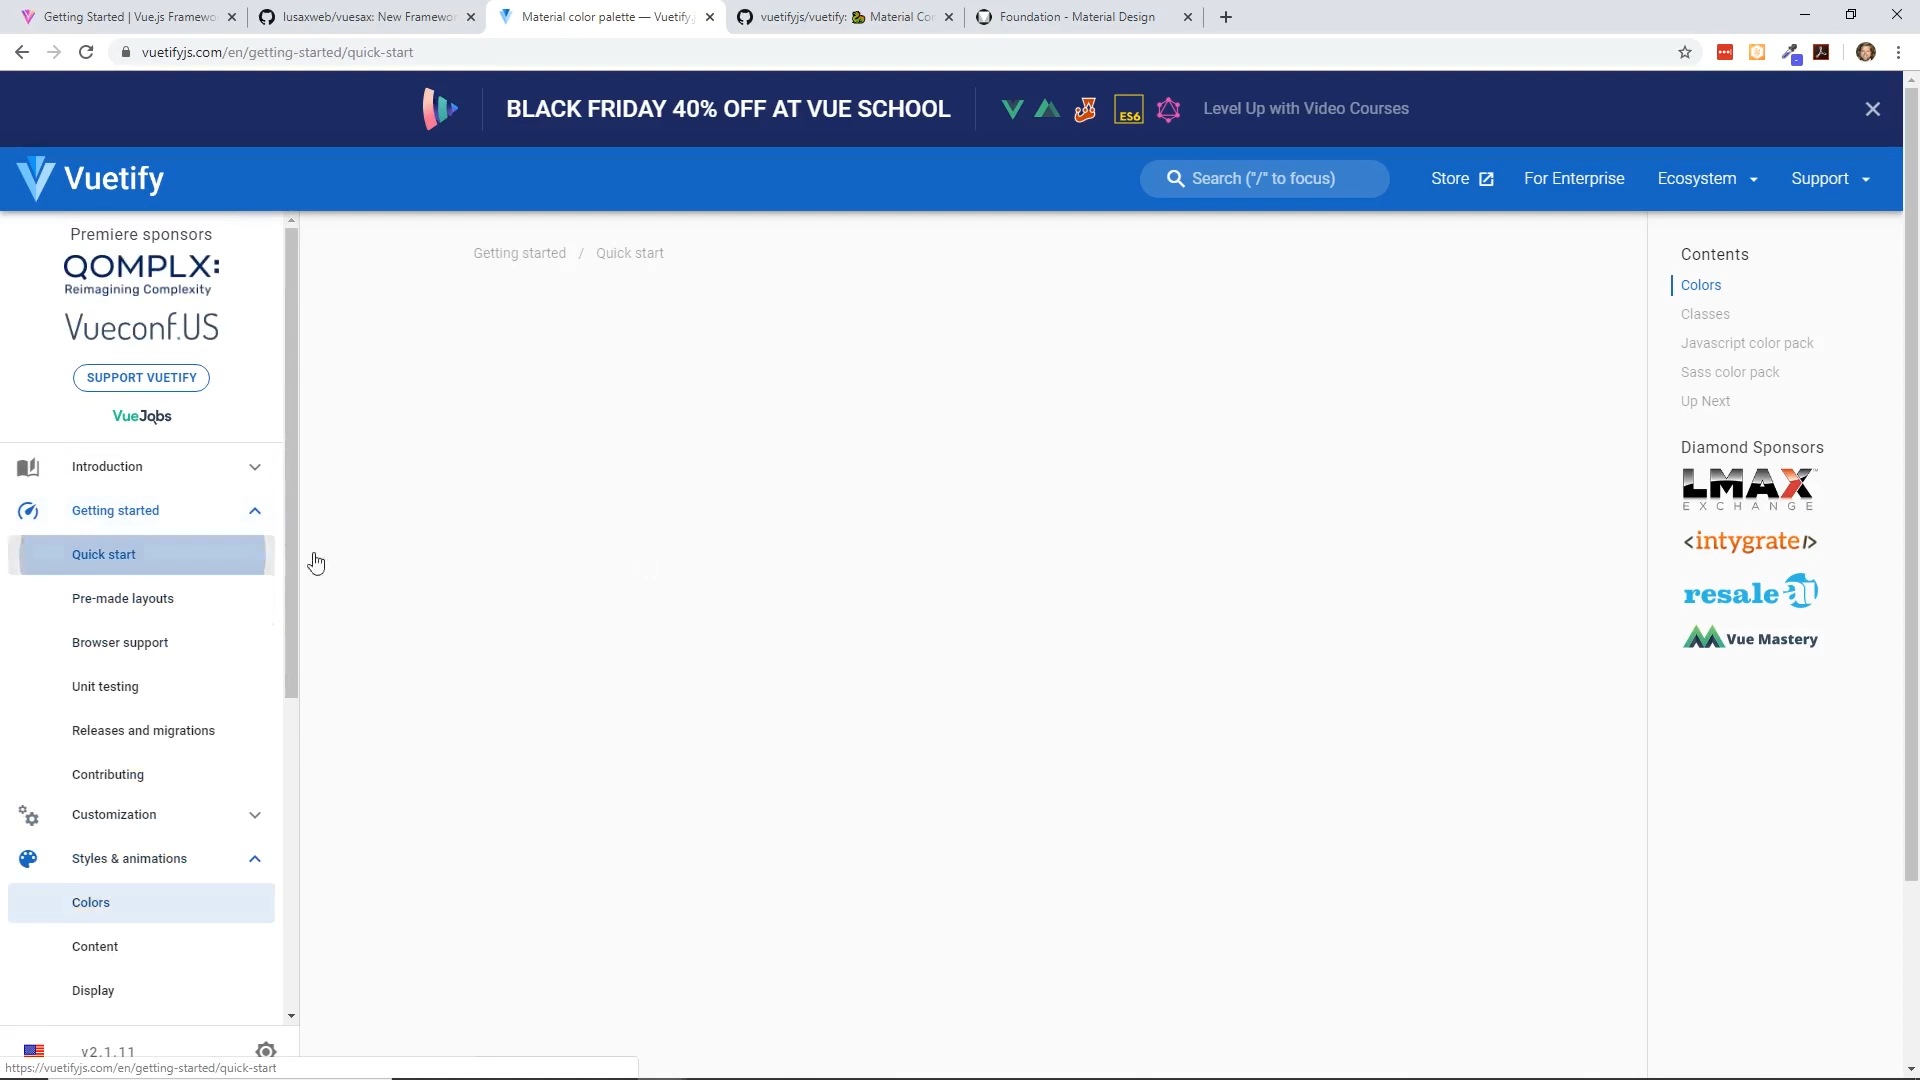 Getting Started | Vue.js Framewo
lusaxweb/vuesax: New Framewor
Material color palette — Vuetify.
vuetifyjs/vuetify: 🐉 Material Co
Foundation - Material Design
vuetifyjs.com/en/getting-started/quick-start
BLACK FRIDAY 40% OFF AT VUE SCHOOL
ES6
Level Up with Video Courses
Vuetify
Search ("/" to focus)
Store
For Enterprise
Ecosystem
Support
Premiere sponsors
QOMPLX:
Reimagining Complexity
Vueconf.US
SUPPORT VUETIFY
VueJobs
Introduction
Getting started
Quick start
Pre-made layouts
Browser support
Unit testing
Releases and migrations
Contributing
Customization
Styles & animations
Colors
Content
Display
v2.1.11
https://vuetifyjs.com/en/getting-started/quick-start
Getting started / Quick start
Contents
Colors
Classes
Javascript color pack
Sass color pack
Up Next
Diamond Sponsors
LMAX
EXCHANGE
<intygrate/>
resale ai
Vue Mastery